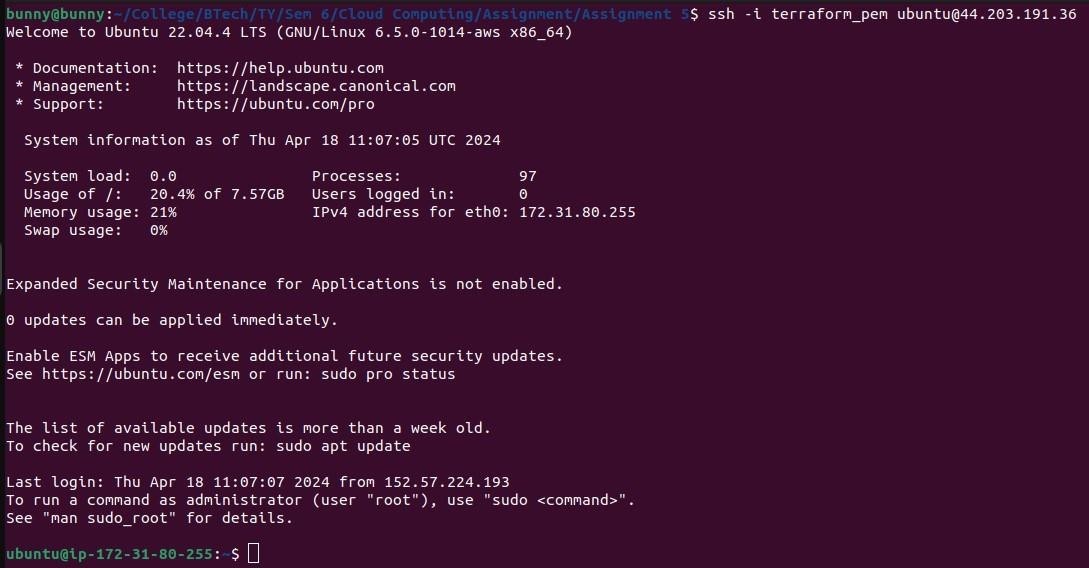 bunny@bunny:~/College/BTech/TY/Sem 6/Cloud Computing/Assignment/Assignment 5$ ssh -i terraform_pem ubuntu@44.203.191.36
Welcome to Ubuntu 22.04.4 LTS (GNU/Linux 6.5.0-1014-aws x86_64)
* Documentation:  https://help.ubuntu.com
* Management:     https://landscape.canonical.com
* Support:        https://ubuntu.com/pro
System information as of Thu Apr 18 11:07:05 UTC 2024
System load:  0.0               Processes:             97
Usage of /:   20.4% of 7.57GB   Users logged in:       0
Memory usage: 21%               IPv4 address for eth0: 172.31.80.255
Swap usage:   0%
Expanded Security Maintenance for Applications is not enabled.
0 updates can be applied immediately.
Enable ESM Apps to receive additional future security updates.
See https://ubuntu.com/esm or run: sudo pro status
The list of available updates is more than a week old.
To check for new updates run: sudo apt update
Last login: Thu Apr 18 11:07:07 2024 from 152.57.224.193
To run a command as administrator (user "root"), use "sudo <command>".
See "man sudo_root" for details.
ubuntu@ip-172-31-80-255:~$